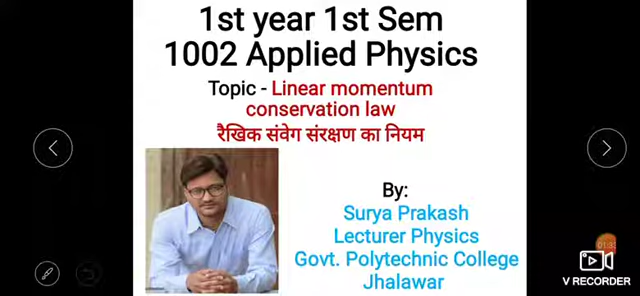 1st year 1st Sem
1002 Applied Physics
Topic - Linear momentum
conservation law
रैखिक संवेग संरक्षण का नियम
By:
Surya Prakash
Lecturer Physics
Govt. Polytechnic College
Jhalawar
V RECORDER